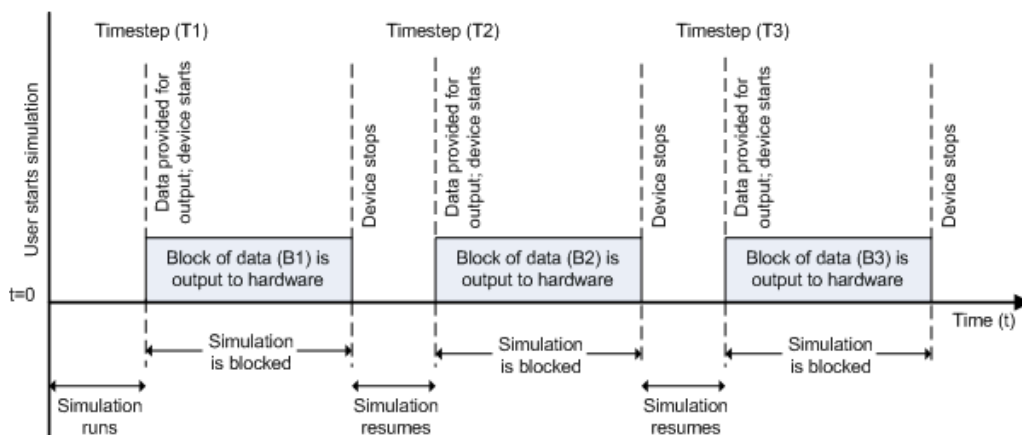 Timestep (T1)
Timestep (T2)
Timestep (T3)
User starts simulation
Data provided for
output; device starts
Device stops
Data provided for
output; device starts
Device stops
Data provided for
output; device starts
Device stops
Block of data (B1) is
output to hardware
Block of data (B2) is
output to hardware
Block of data (B3) is
output to hardware
t=0
Time (t)
Simulation
is blocked
Simulation
is blocked
Simulation
is blocked
Simulation
runs
Simulation
resumes
Simulation
resumes